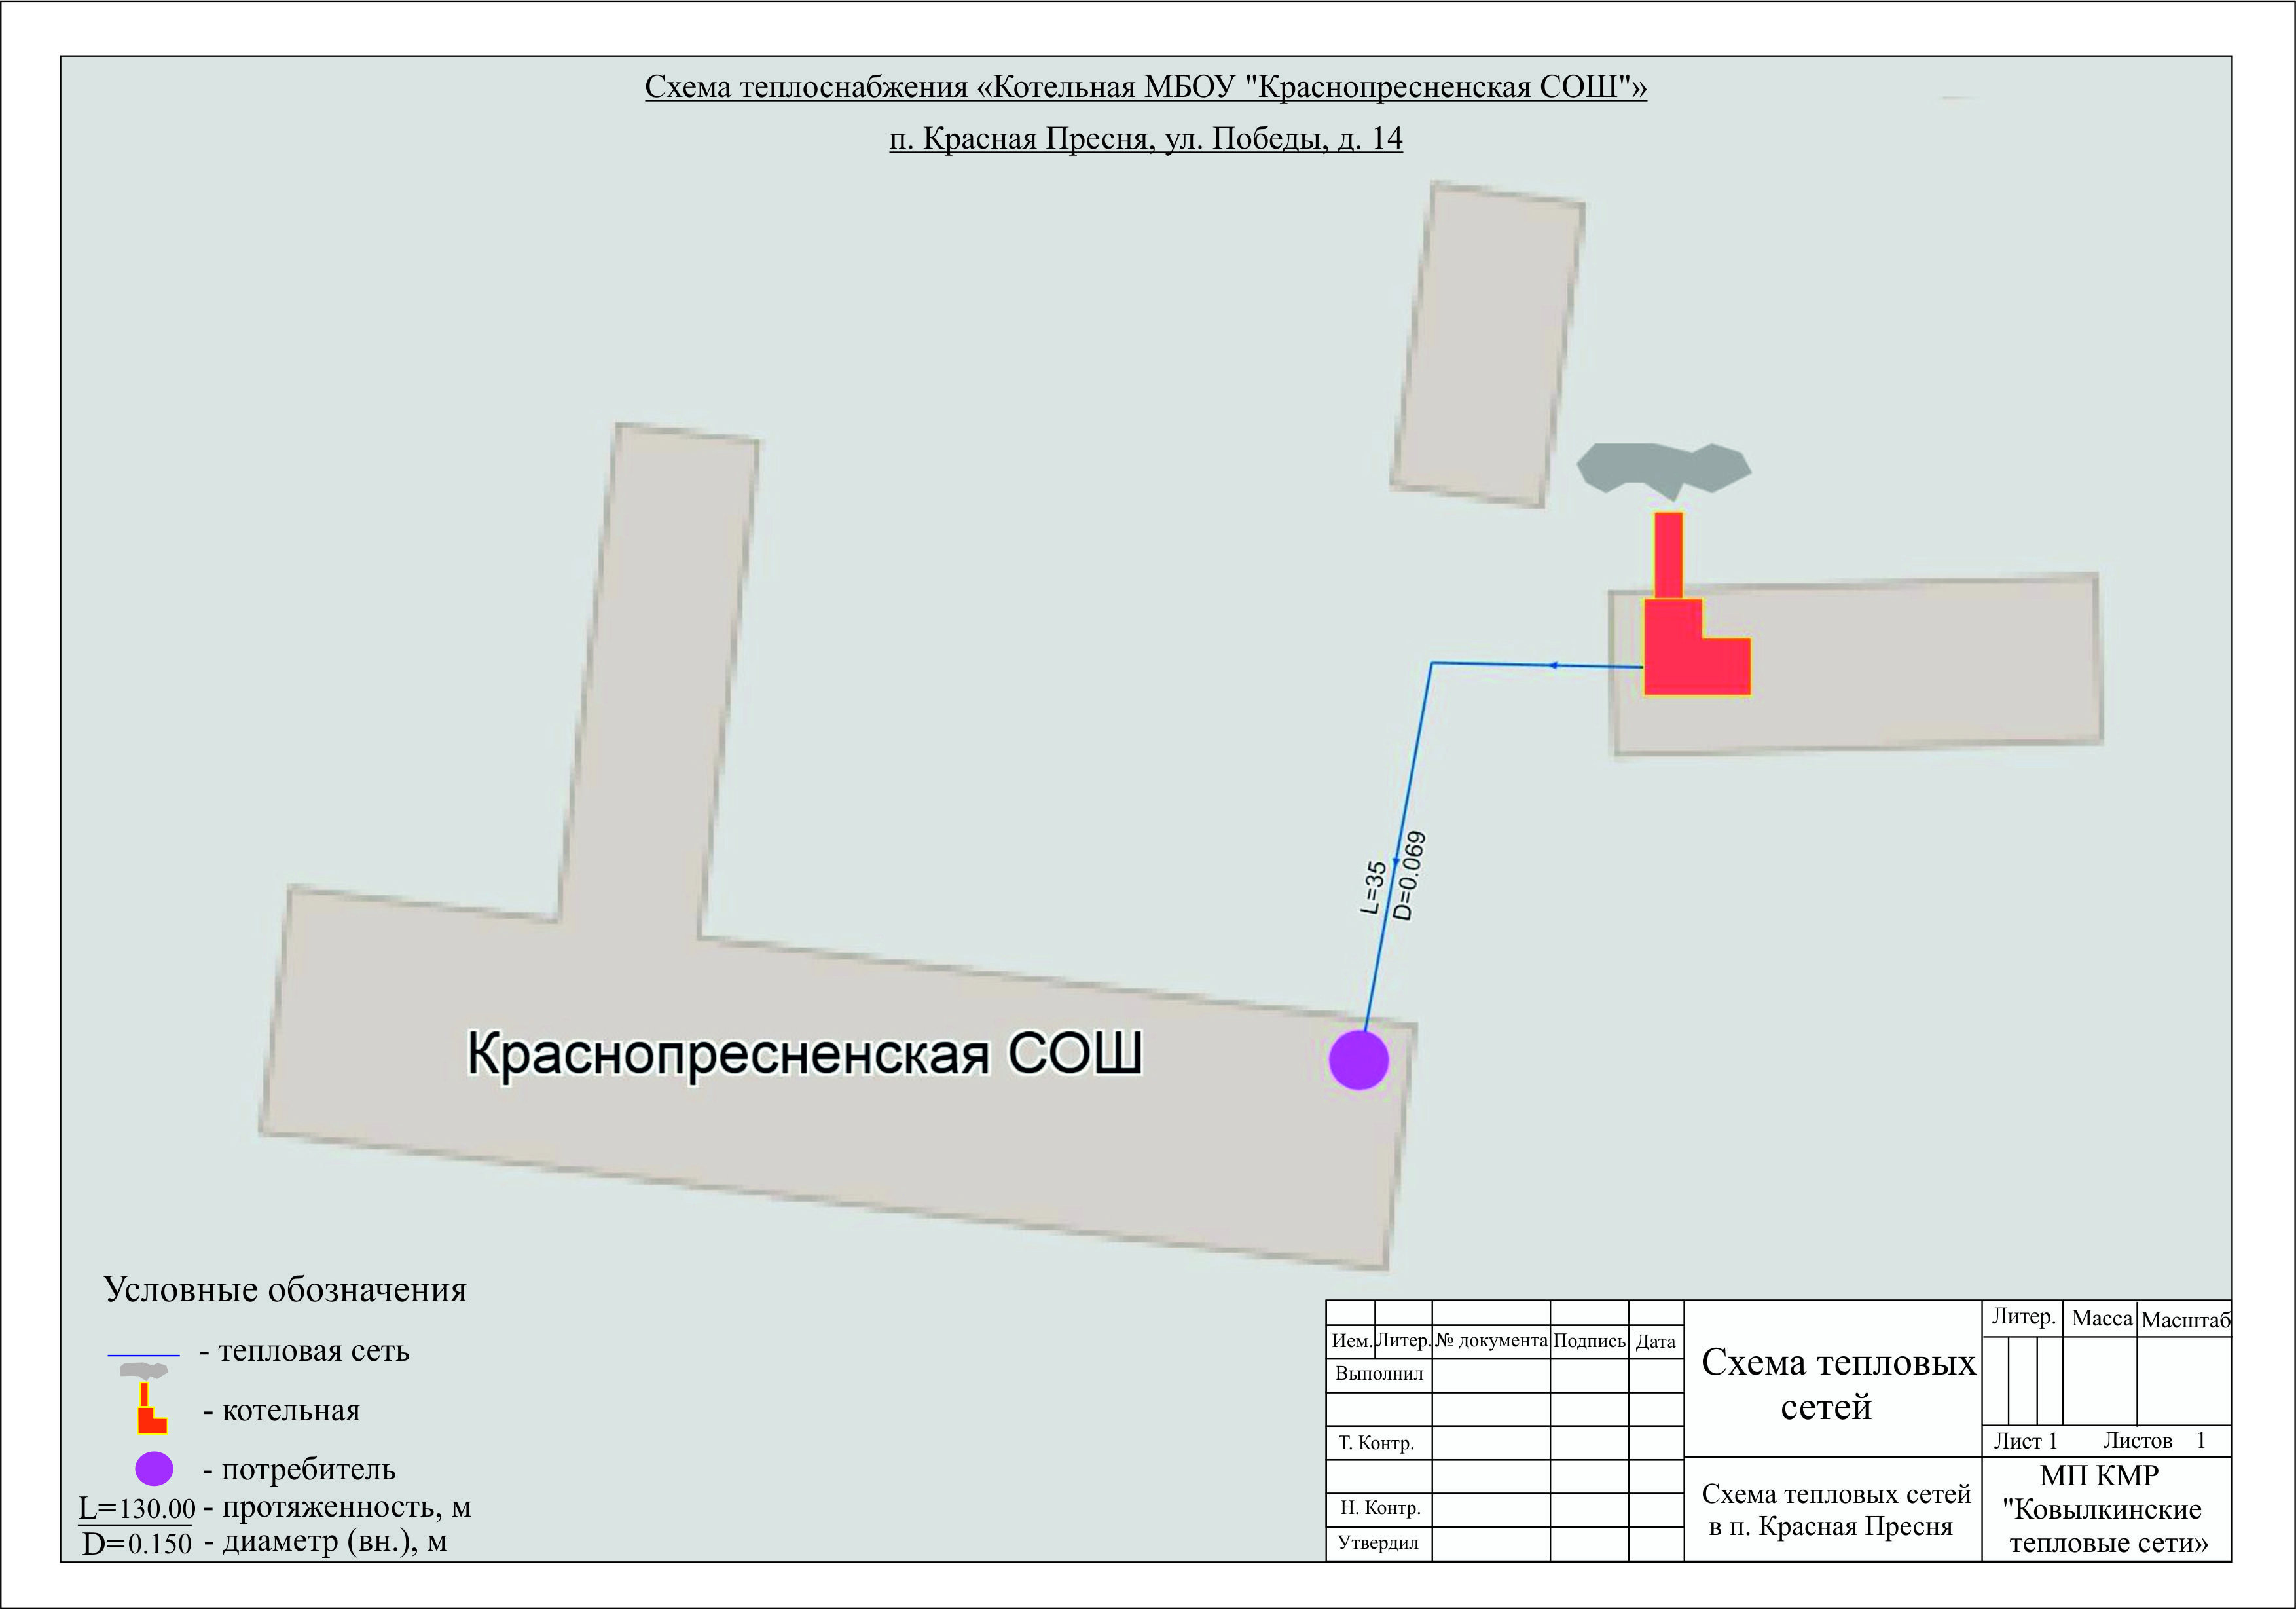 Схема теплоснабжения «Котельная МБОУ "Краснопресненская СОШ"»
п. Красная Пресня, ул. Победы, д. 14
L=35
D=0.069
Краснопресненская СОШ
Условные обозначения
- тепловая сеть
- котельная
- потребитель
L=130.00 - протяженность, м
D=0.150 - диаметр (вн.), м
Ием. Литер. № документа Подпись Дата
Выполнил
Т. Контр.
Н. Контр.
Утвердил
Схема тепловых
сетей
Схема тепловых сетей
в п. Красная Пресня
Литер. Масса Масштаб
Лист 1 Листов 1
МП КМР
"Ковылкинские
тепловые сети»